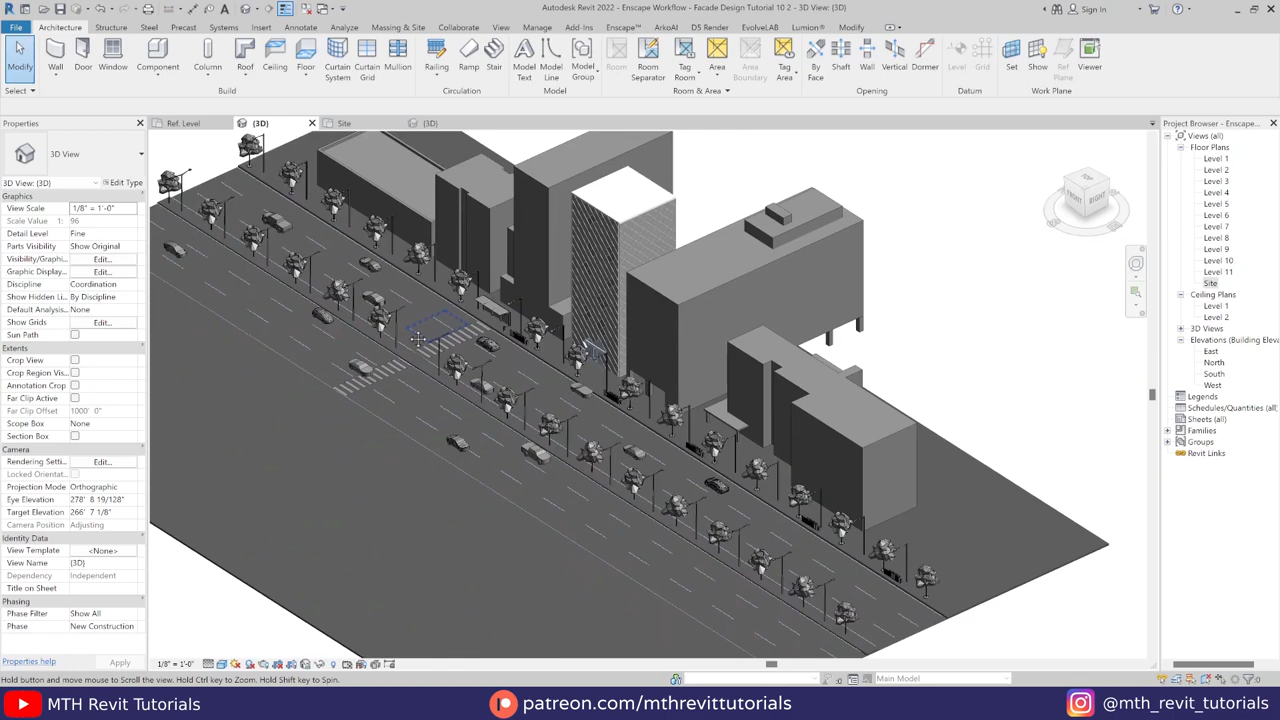 Autodesk Revit 2022 - Enscape Workflow - Facade Design Tutorial 10 2 - 3D View: {3D}
Sign In
File Architecture Structure Steel Precast Systems Insert Annotate Analyze Massing & Site Collaborate View Manage Add-Ins Enscape™ ArkoAI D5 Render EvolveLAB Lumion® Modify
Modify Wall Door Window Component Column Roof Ceiling Floor Curtain System Curtain Grid Mullion Railing Ramp Stair Model Text Model Line Model Group Room Room Separator Tag Room Area Area Boundary Tag Area By Face Shaft Wall Vertical Dormer Level Grid Set Show Ref Plane Viewer
Select Build Circulation Model Room & Area Opening Datum Work Plane
Properties
Ref. Level {3D} Site {3D}
Project Browser - Enscape...
3D View
3D View: {3D} Edit Type
Graphics
View Scale 1/8" = 1'-0"
Scale Value 1: 96
Detail Level Fine
Parts Visibility Show Original
Visibility/Graph... Edit...
Graphic Display... Edit...
Discipline Coordination
Show Hidden Li... By Discipline
Default Analysis... None
Show Grids Edit...
Sun Path
Extents
Crop View
Crop Region Vis...
Annotation Crop
Far Clip Active
Far Clip Offset 1000' 0"
Scope Box None
Section Box
Camera
Rendering Setti... Edit...
Locked Orientat...
Projection Mode Orthographic
Eye Elevation 278' 8 19/128"
Target Elevation 266' 7 1/8"
Camera Position Adjusting
Identity Data
View Template <None>
View Name {3D}
Dependency Independent
Title on Sheet
Phasing
Phase Filter Show All
Phase New Construction
Properties help Apply
TOP
FRONT
RIGHT
Views (all)
Floor Plans
Level 1
Level 2
Level 3
Level 4
Level 5
Level 6
Level 7
Level 8
Level 9
Level 10
Level 11
Site
Ceiling Plans
Level 1
Level 2
3D Views
Elevations (Building Eleva
East
North
South
West
Legends
Schedules/Quantities (all)
Sheets (all)
Families
Groups
Revit Links
1/8" = 1'-0"
Hold button and move mouse to Scroll the view. Hold Ctrl key to Zoom. Hold Shift key to Spin.
:0 Main Model :0
MTH Revit Tutorials patreon.com/mthrevittutorials @mth_revit_tutorials